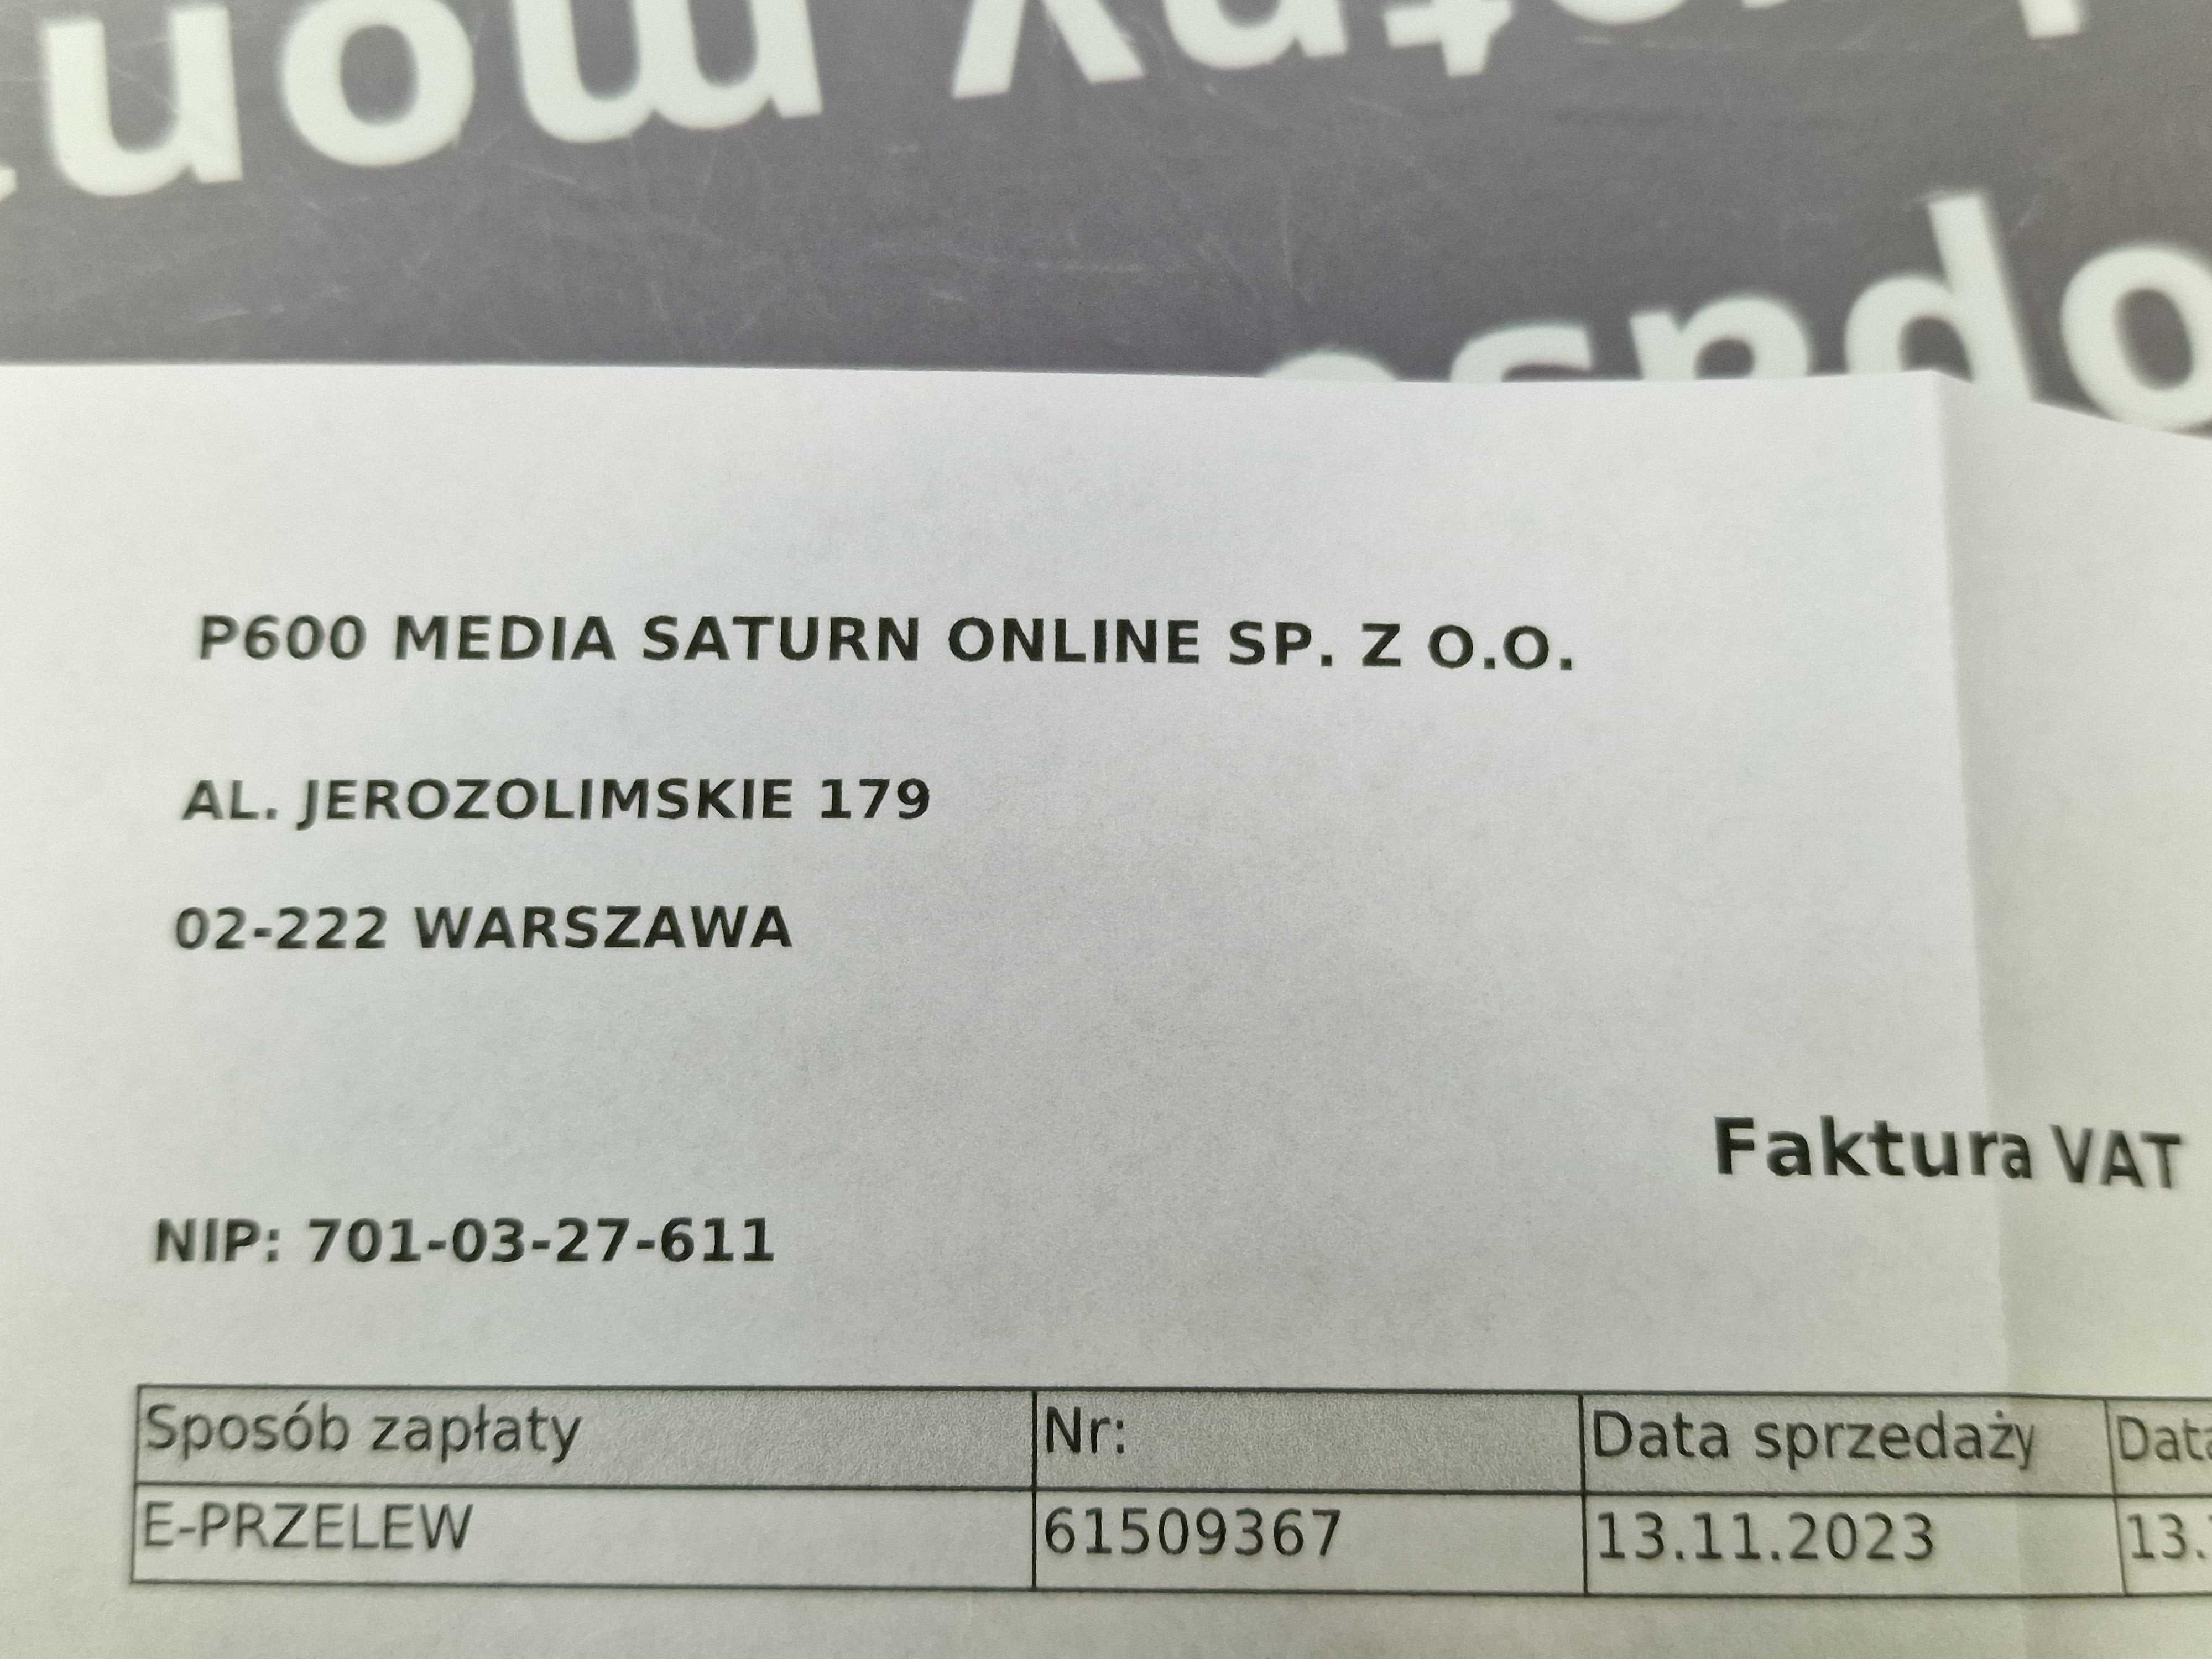 P600 MEDIA SATURN ONLINE SP. Z O.O.
AL. JEROZOLIMSKIE 179
02-222 WARSZAWA
Faktura VAT
NIP: 701-03-27-611
Sposób zapłaty Nr: Data sprzedaży
E-PRZELEW 61509367 13.11.2023 13.